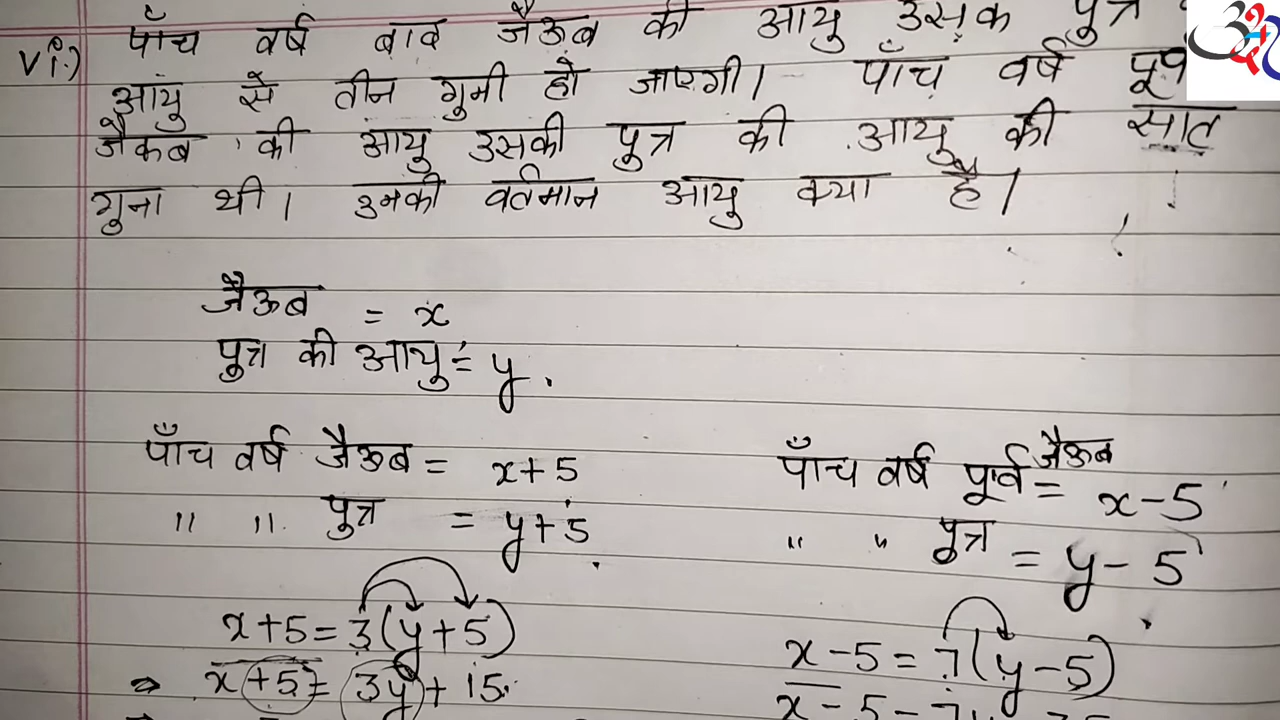 vi.) पाँच वर्ष बाद जैकब की आयु उसक पुत्र
आयु से तीन गुनी हो जाएगी। पाँच वर्ष पूर्व
जैकब की आयु उसकी पुत्र की आयु की सात
गुना थी। उनकी वर्तमान आयु क्या है।
जैकब = x
पुत्र की आयु = y.
पाँच वर्ष जैकब = x+5
" " पुत्र = y+5
पाँच वर्ष पूर्व जैकब = x-5
" " पुत्र = y-5
x+5=3(y+5)
⇒ x+5=3y+15
x-5=7(y-5)